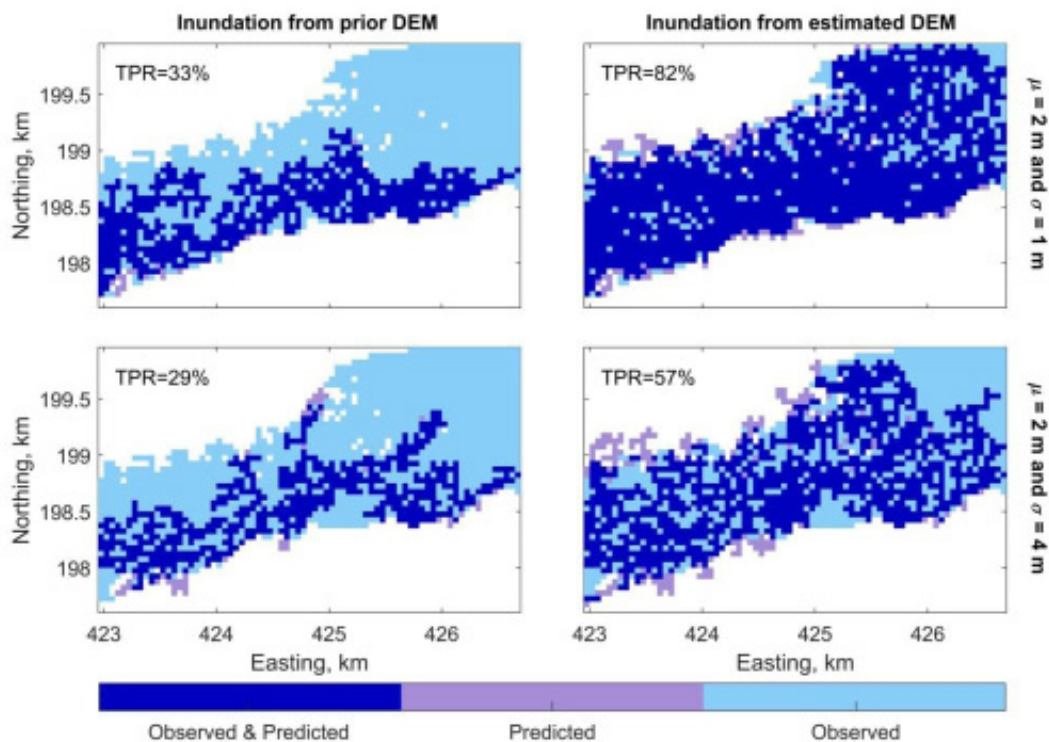 Inundation from prior DEM
Inundation from estimated DEM
TPR=33%
TPR=82%
199.5
199
198.5
198
Northing, km
μ = 2 m and σ = 1 m
TPR=29%
TPR=57%
199.5
199
198.5
198
Northing, km
μ = 2 m and σ = 4 m
423 424 425 426
423 424 425 426
Easting, km
Easting, km
Observed & Predicted
Predicted
Observed